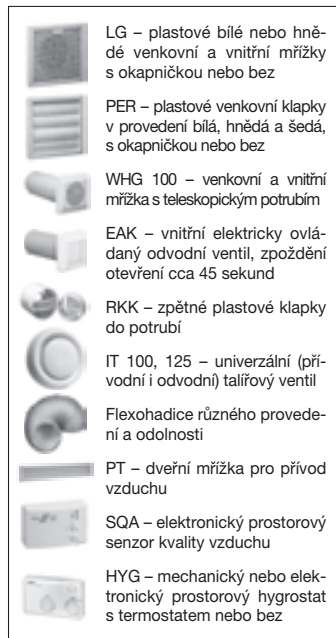 LG – plastové bílé nebo hně-
dé venkovní a vnitřní mřížky
s okapničkou nebo bez
PER – plastové venkovní klapky
v provedení bílá, hnědá a šedá,
s okapničkou nebo bez
WHG 100 – venkovní a vnitřní
mřížka s teleskopickým potrubím
EAK – vnitřní elektricky ovlá-
daný odvodní ventil, zpoždění
otevření cca 45 sekund
RKK – zpětné plastové klapky
do potrubí
IT 100, 125 – univerzální (pří-
vodní i odvodní) talířový ventil
Flexohadice různého provede-
ní a odolnosti
PT – dveřní mřížka pro přívod
vzduchu
SQA – elektronický prostorový
senzor kvality vzduchu
HYG – mechanický nebo elek-
tronický prostorový hygrostat
s termostatem nebo bez